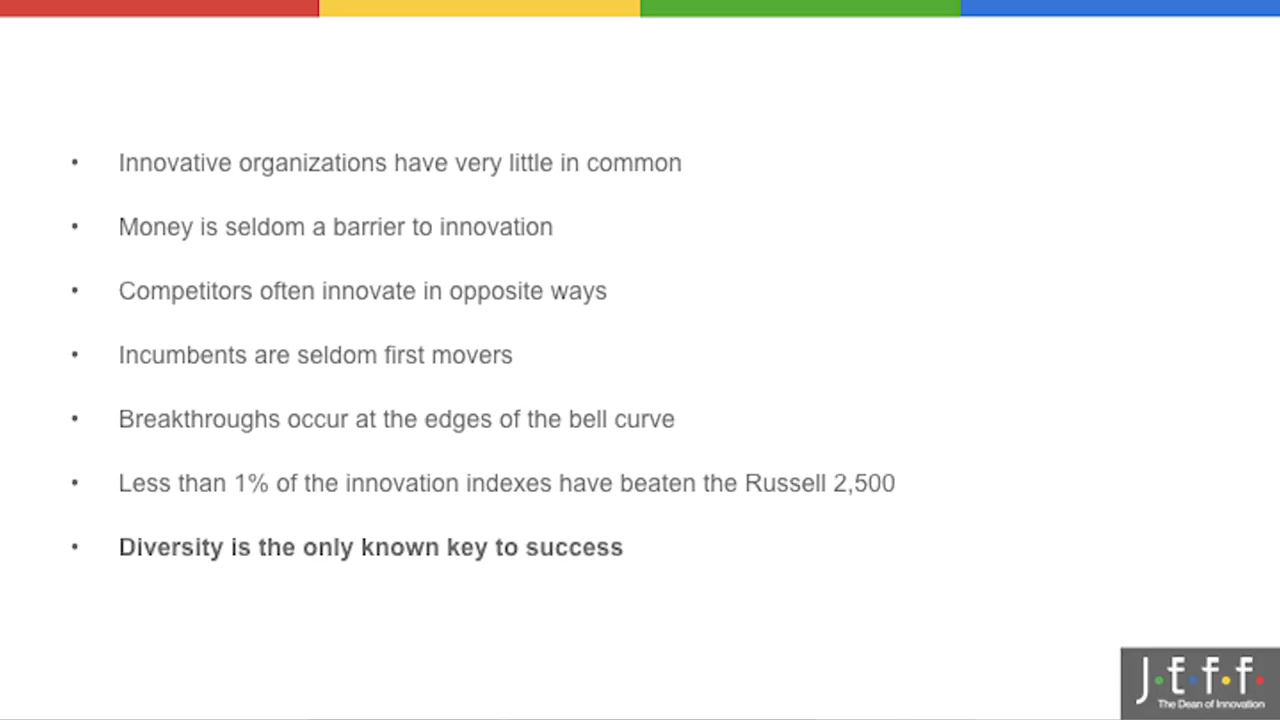 • Innovative organizations have very little in common
• Money is seldom a barrier to innovation
• Competitors often innovate in opposite ways
• Incumbents are seldom first movers
• Breakthroughs occur at the edges of the bell curve
• Less than 1% of the innovation indexes have beaten the Russell 2,500
• Diversity is the only known key to success
J·e·f·f·
The Dean of Innovation